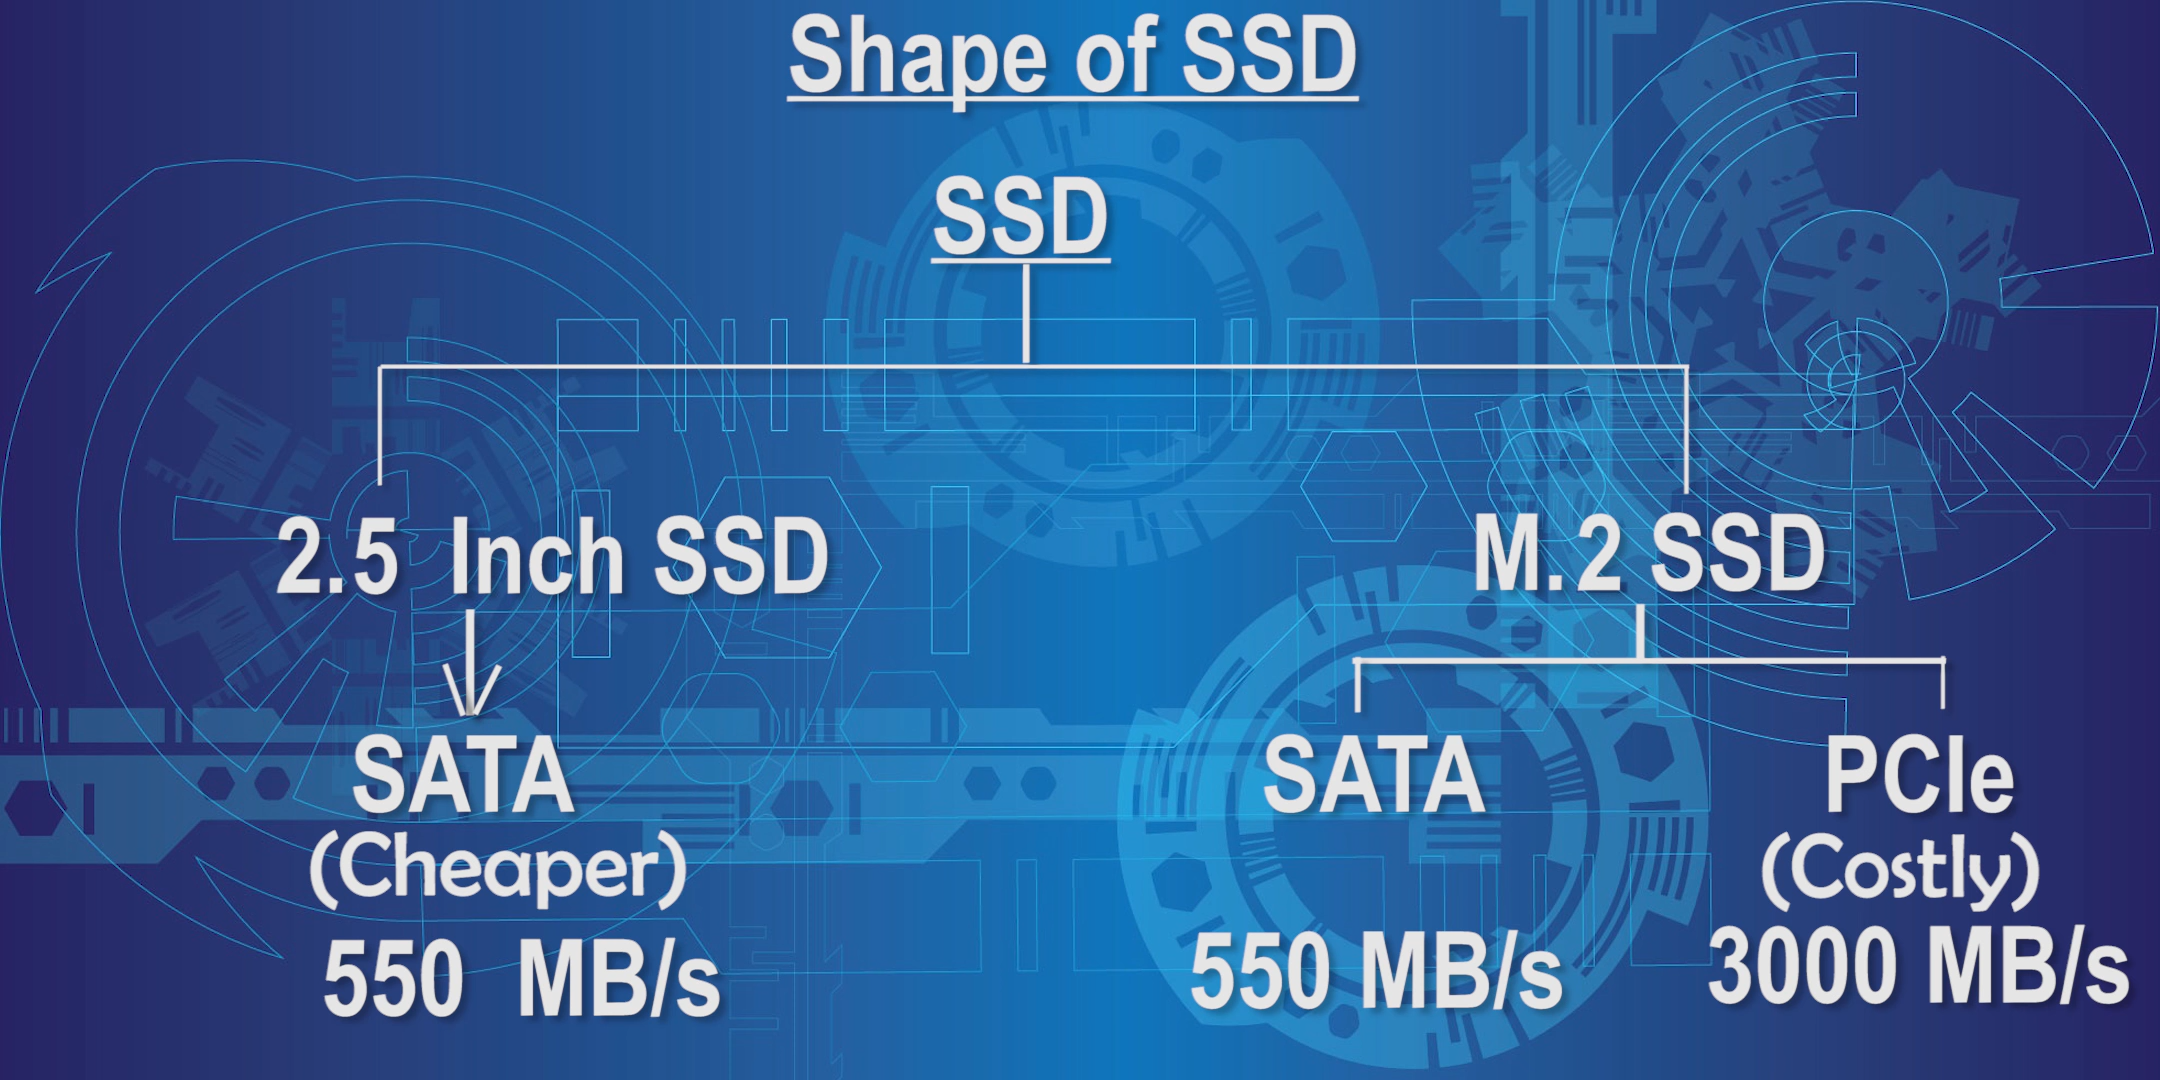 Shape of SSD
SSD
2.5 Inch SSD
M.2 SSD
SATA
(Cheaper)
550 MB/s
SATA
550 MB/s
PCIe
(Costly)
3000 MB/s